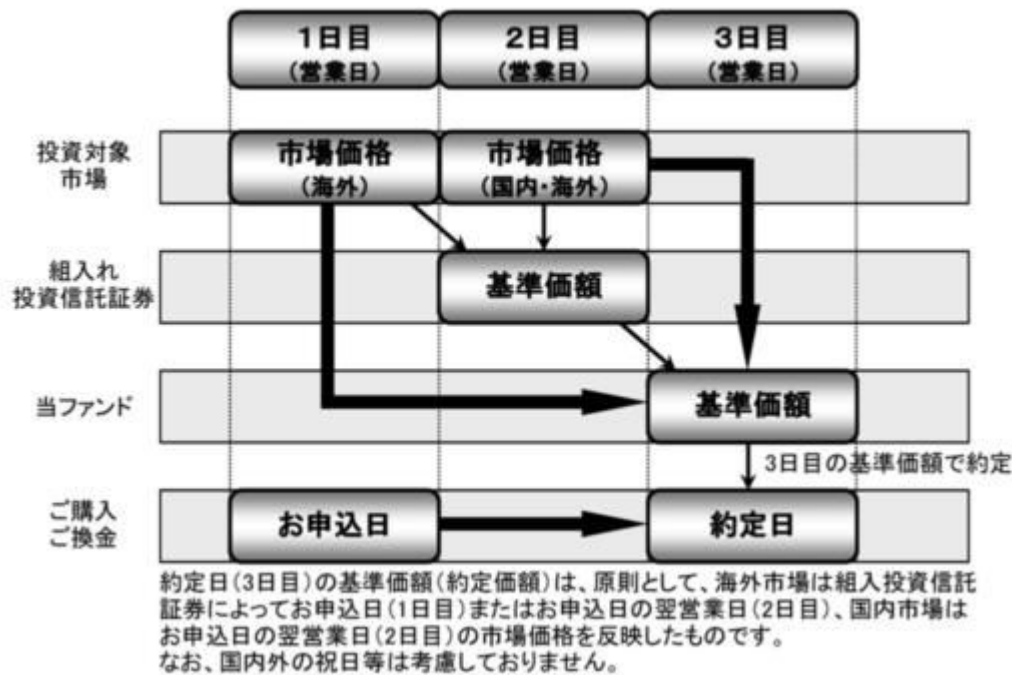 1日目
(営業日)
2日目
(営業日)
3日目
(営業日)
投資対象
市場
市場価格
(海外)
市場価格
(国内・海外)
組入れ
投資信託証券
基準価額
当ファンド
基準価額
3日目の基準価額で約定
ご購入
ご換金
お申込日
約定日
約定日(3日目)の基準価額(約定価額)は、原則として、海外市場は組入投資信託
証券によってお申込日(1日目)またはお申込日の翌営業日(2日目)、国内市場は
お申込日の翌営業日(2日目)の市場価格を反映したものです。
なお、国内外の祝日等は考慮しておりません。